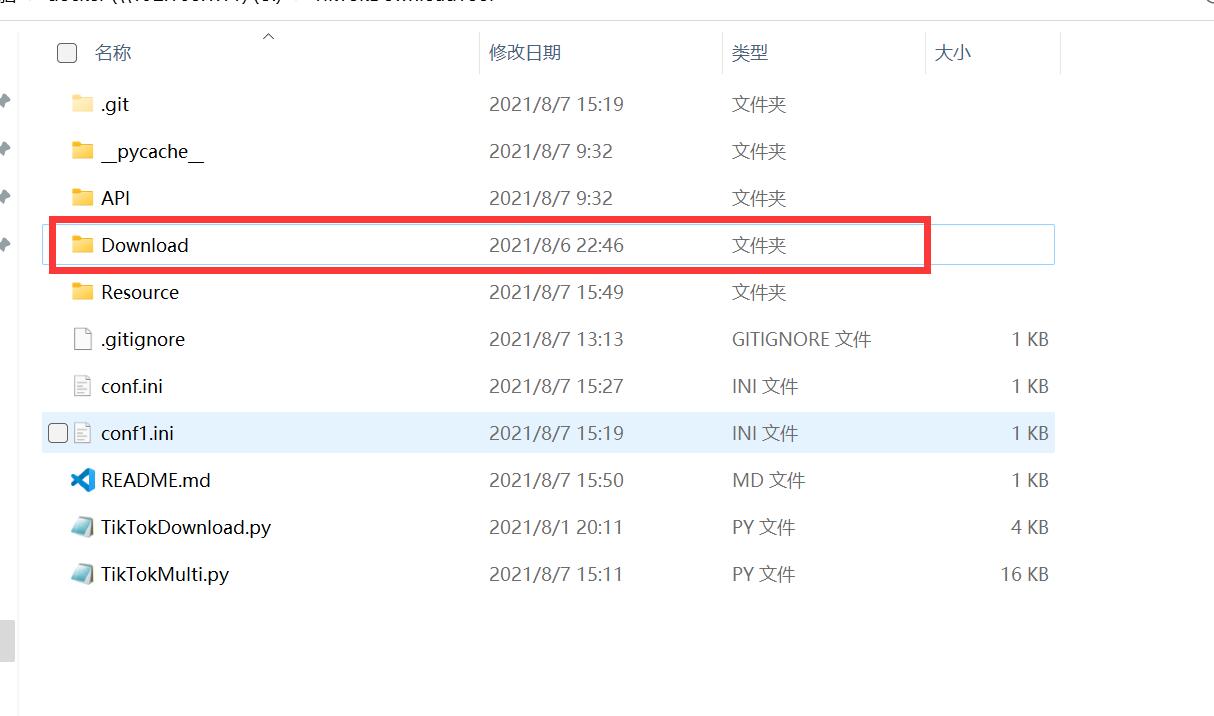 名称 修改日期 类型 大小
.git 2021/8/7 15:19 文件夹
__pycache__ 2021/8/7 9:32 文件夹
API 2021/8/7 9:32 文件夹
Download 2021/8/6 22:46 文件夹
Resource 2021/8/7 15:49 文件夹
.gitignore 2021/8/7 13:13 GITIGNORE 文件 1 KB
conf.ini 2021/8/7 15:27 INI 文件 1 KB
conf1.ini 2021/8/7 15:19 INI 文件 1 KB
README.md 2021/8/7 15:50 MD 文件 1 KB
TikTokDownload.py 2021/8/1 20:11 PY 文件 4 KB
TikTokMulti.py 2021/8/7 15:11 PY 文件 16 KB